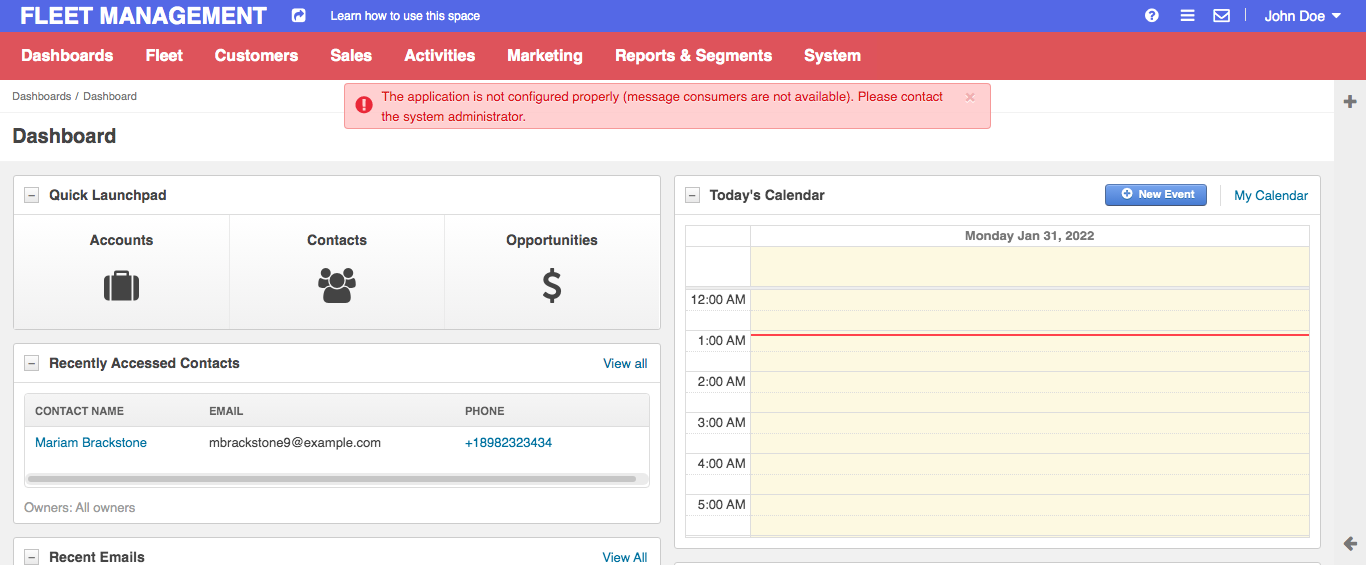 FLEET MANAGEMENT
Learn how to use this space
John Doe
Dashboards
Fleet
Customers
Sales
Activities
Marketing
Reports & Segments
System
Dashboards / Dashboard
The application is not configured properly (message consumers are not available). Please contact
the system administrator.
×
Dashboard
Quick Launchpad
Accounts
Contacts
Opportunities
Recently Accessed Contacts
View all
CONTACT NAME
EMAIL
PHONE
Mariam Brackstone
mbrackstone9@example.com
+18982323434
Owners: All owners
Recent Emails
View All
Today's Calendar
New Event
My Calendar
Monday Jan 31, 2022
12:00 AM
1:00 AM
2:00 AM
3:00 AM
4:00 AM
5:00 AM